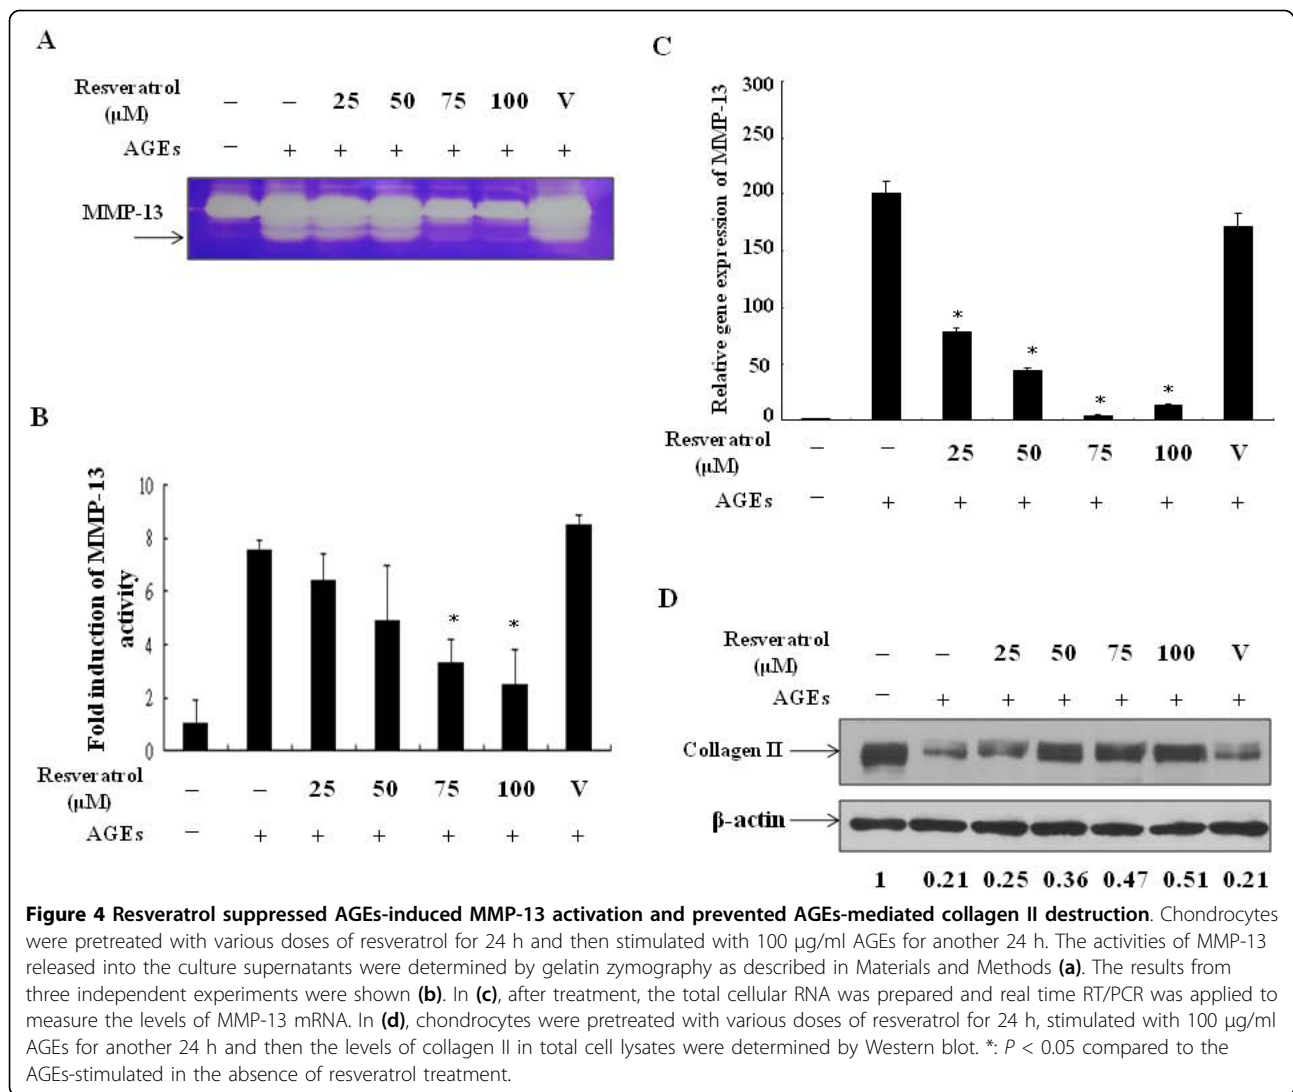 A
Resveratrol
(μM)
– – 25 50 75 100 V
AGEs – + + + + + +
MMP-13
B
Fold induction of MMP-13
activity
10
8
6
4
2
0
Resveratrol
(μM)
– – 25 50 75 100 V
AGEs – + + + + + +
C
Relative gene expression of MMP-13
300
250
200
150
100
50
0
* * * *
Resveratrol
(μM)
– – 25 50 75 100 V
AGEs – + + + + + +
* *
D
Resveratrol
(μM)
– – 25 50 75 100 V
AGEs – + + + + + +
Collagen II
β-actin
1 0.21 0.25 0.36 0.47 0.51 0.21
Figure 4 Resveratrol suppressed AGEs-induced MMP-13 activation and prevented AGEs-mediated collagen II destruction. Chondrocytes
were pretreated with various doses of resveratrol for 24 h and then stimulated with 100 μg/ml AGEs for another 24 h. The activities of MMP-13
released into the culture supernatants were determined by gelatin zymography as described in Materials and Methods (a). The results from
three independent experiments were shown (b). In (c), after treatment, the total cellular RNA was prepared and real time RT/PCR was applied to
measure the levels of MMP-13 mRNA. In (d), chondrocytes were pretreated with various doses of resveratrol for 24 h, stimulated with 100 μg/ml
AGEs for another 24 h and then the levels of collagen II in total cell lysates were determined by Western blot. *: P < 0.05 compared to the
AGEs-stimulated in the absence of resveratrol treatment.